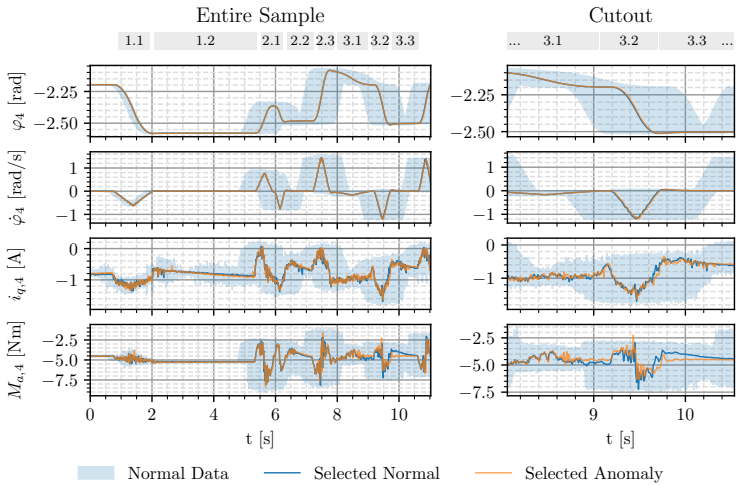 Entire Sample
Cutout
1.1 1.2 2.1 2.2 2.3 3.1 3.2 3.3
... 3.1 3.2 3.3 ...
φ₄ [rad]
−2.25
−2.50
−2.25
−2.50
φ̇₄ [rad/s]
1
0
−1
1
0
−1
i_{q,4} [A]
0
−1
0
−1
M_{a,4} [Nm]
−2.5
−5.0
−7.5
−2.5
−5.0
−7.5
0 2 4 6 8 10
9 10
t [s]
t [s]
Normal Data Selected Normal Selected Anomaly